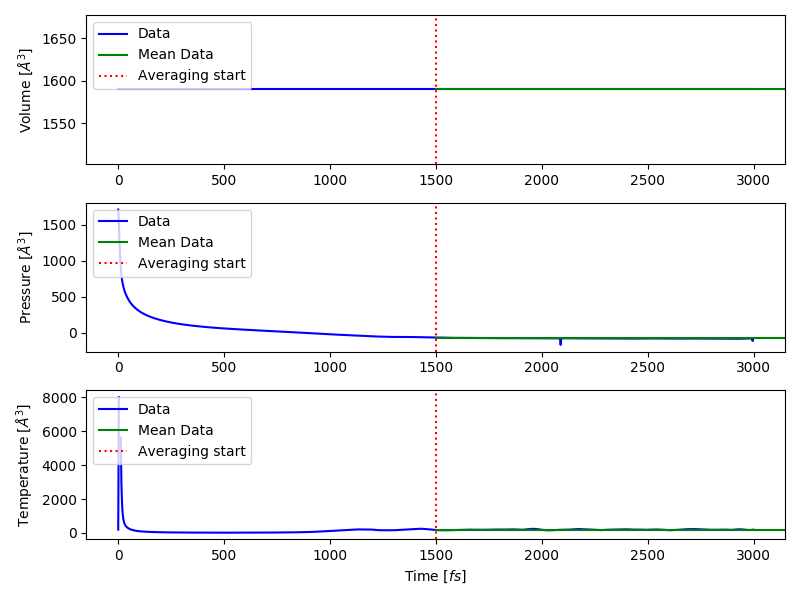 Volume [Å³]
1650
1600
1550
Data
Mean Data
Averaging start
0 500 1000 1500 2000 2500 3000
Pressure [Å³]
1500
1000
500
0
Data
Mean Data
Averaging start
0 500 1000 1500 2000 2500 3000
Temperature [Å³]
8000
6000
4000
2000
0
Data
Mean Data
Averaging start
0 500 1000 1500 2000 2500 3000
Time [fs]